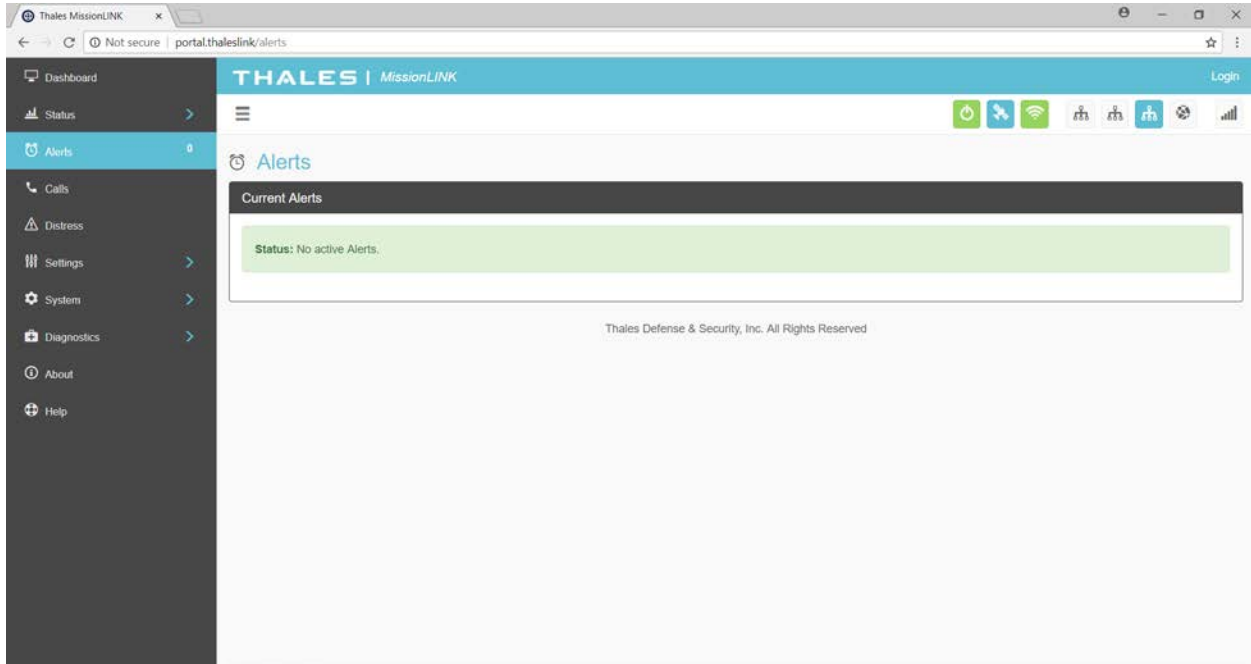 Thales MissionLINK
Not secure | portal.thaleslink/alerts
Dashboard
THALES | MissionLINK
Login
Status
Alerts
0
Alerts
Calls
Current Alerts
Distress
Status: No active Alerts.
Settings
System
Thales Defense & Security, Inc. All Rights Reserved
Diagnostics
About
Help